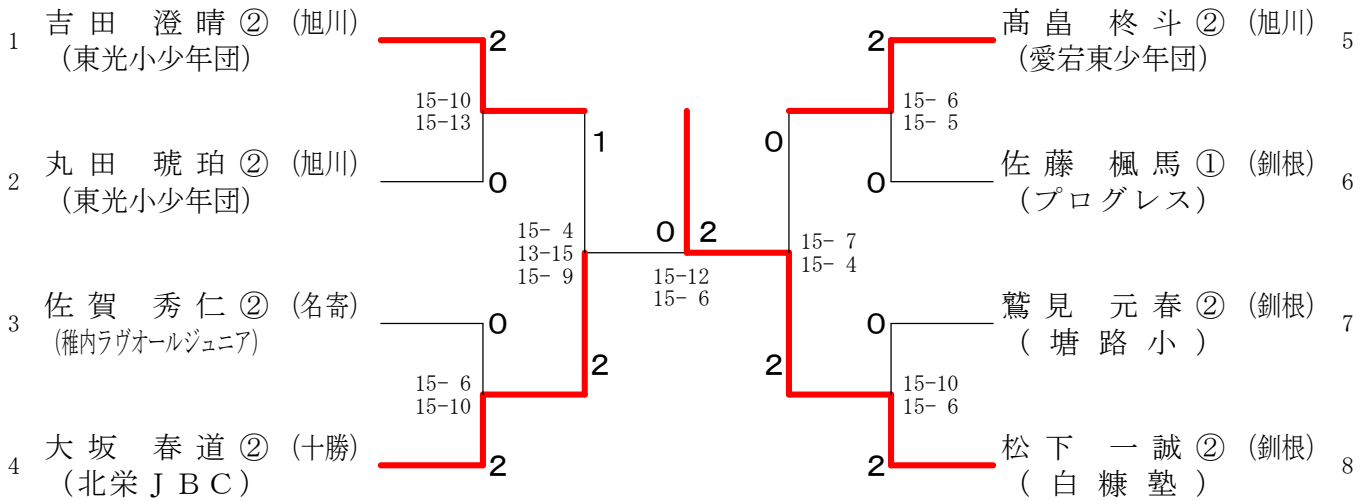 1 吉田 澄晴② (旭川)
(東光小少年団)
2
15-10
15-13
1
2 丸田 琥珀② (旭川)
(東光小少年団)
0
15- 4
13-15
15- 9
3 佐賀 秀仁② (名寄)
(稚内ラヴオールジュニア)
0
15- 6
15-10
2
4 大坂 春道② (十勝)
(北栄JBC)
2
0 2
15-12
15- 6
2
髙畠 柊斗② (旭川) 5
(愛宕東少年団)
15- 6
15- 5
0
0
佐藤 楓馬① (釧根) 6
(プログレス)
15- 7
15- 4
0
鷲見 元春② (釧根) 7
(塘路小)
2
15-10
15- 6
2
松下 一誠② (釧根) 8
(白糠塾)